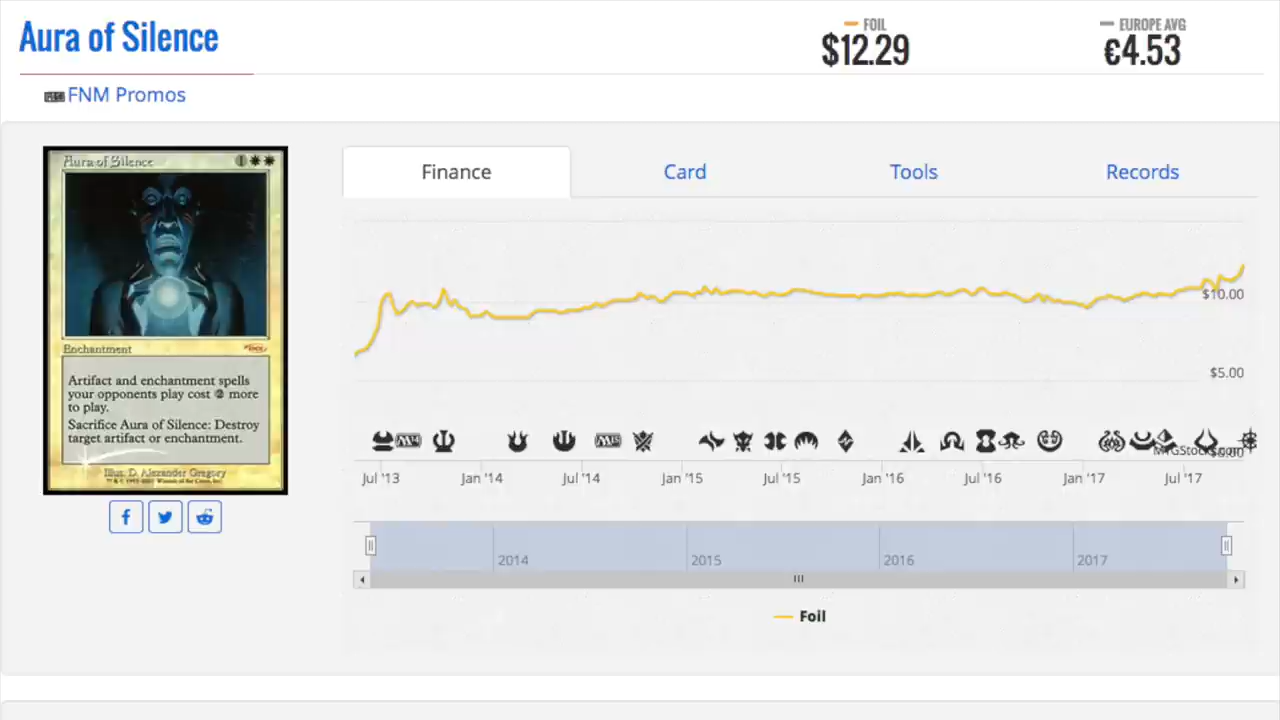 Aura of Silence
FOIL
$12.29
EUROPE AVG
€4.53
FNM Promos
Aura of Silence
Enchantment
Artifact and enchantment spells
your opponents play cost 2 more
to play.
Sacrifice Aura of Silence: Destroy
target artifact or enchantment.
Illus. D. Alexander Gregory
Finance
Card
Tools
Records
$10.00
$5.00
$0.00
MTGStocks.com
Jul '13
Jan '14
Jul '14
Jan '15
Jul '15
Jan '16
Jul '16
Jan '17
Jul '17
2014
2015
2016
2017
Foil